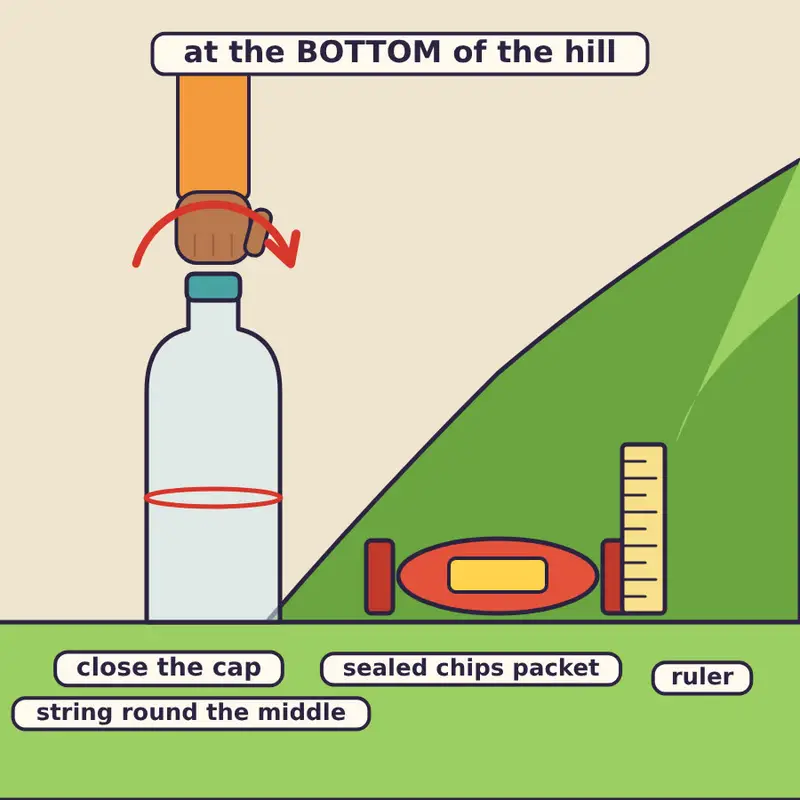 at the BOTTOM of the hill
close the cap
sealed chips packet
ruler
string round the middle